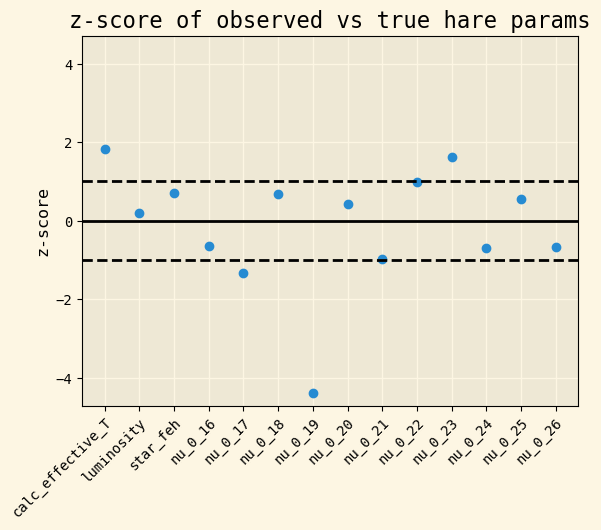 z-score of observed vs true hare params
z-score
4
2
0
−2
−4
calc_effective_T
luminosity
star_feh
nu_0_16
nu_0_17
nu_0_18
nu_0_19
nu_0_20
nu_0_21
nu_0_22
nu_0_23
nu_0_24
nu_0_25
nu_0_26